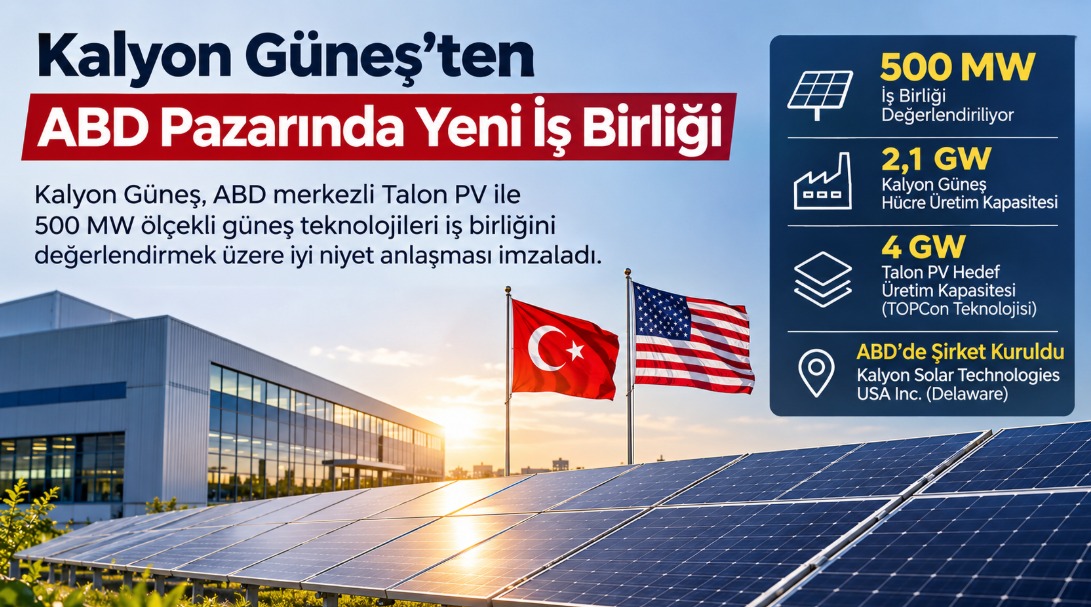 Kalyon Güneş’ten
ABD Pazarında Yeni İş Birliği
Kalyon Güneş, ABD merkezli Talon PV ile
500 MW ölçekli güneş teknolojileri iş birliğini
değerlendirmek üzere iyi niyet anlaşması imzaladı.
500 MW
İş Birliği
Değerlendiriliyor
2,1 GW
Kalyon Güneş
Hücre Üretim Kapasitesi
4 GW
Talon PV Hedef
Üretim Kapasitesi
(TOPCon Teknolojisi)
ABD’de Şirket Kuruldu
Kalyon Solar Technologies
USA Inc. (Delaware)